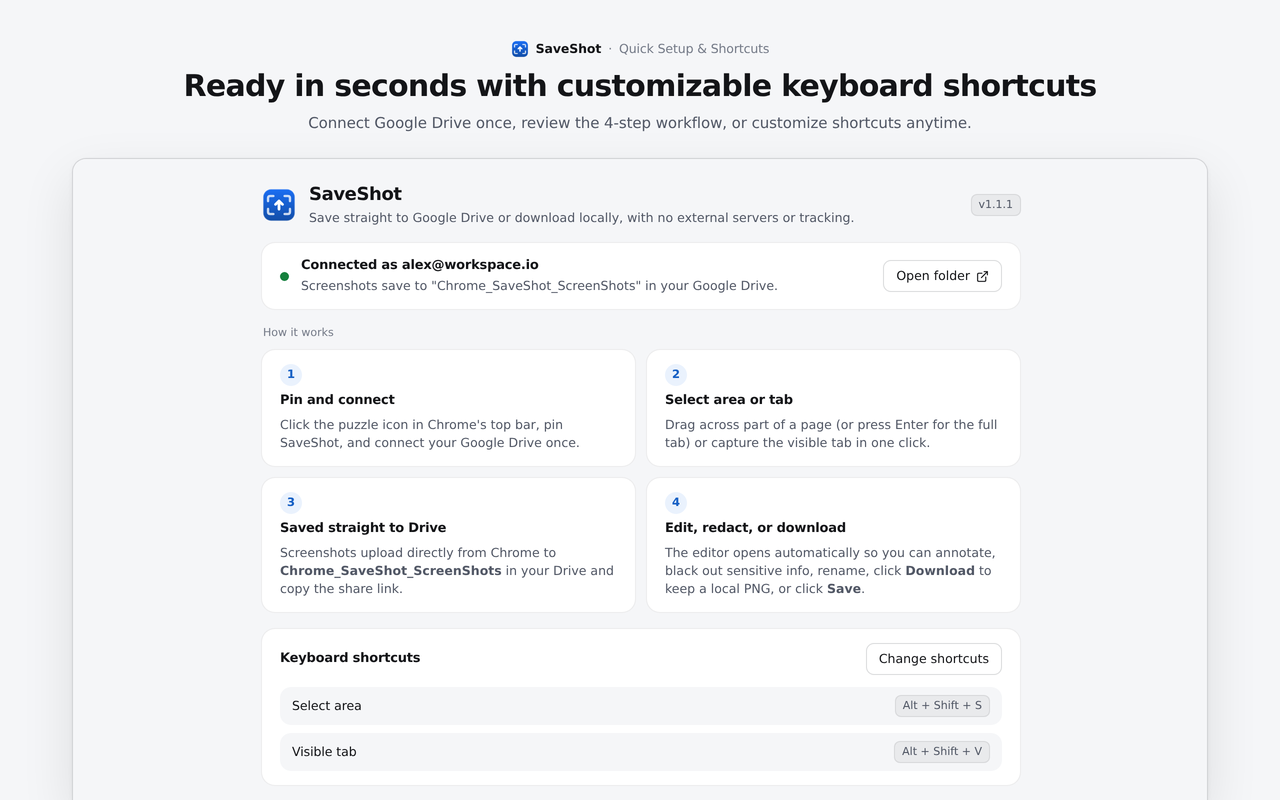 SaveShot · Quick Setup & Shortcuts
Ready in seconds with customizable keyboard shortcuts
Connect Google Drive once, review the 4-step workflow, or customize shortcuts anytime.
SaveShot
Save straight to Google Drive or download locally, with no external servers or tracking.
v1.1.1
Connected as alex@workspace.io
Screenshots save to "Chrome_SaveShot_ScreenShots" in your Google Drive.
Open folder
How it works
1
Pin and connect
Click the puzzle icon in Chrome's top bar, pin
SaveShot, and connect your Google Drive once.
2
Select area or tab
Drag across part of a page (or press Enter for the full
tab) or capture the visible tab in one click.
3
Saved straight to Drive
Screenshots upload directly from Chrome to
Chrome_SaveShot_ScreenShots in your Drive and
copy the share link.
4
Edit, redact, or download
The editor opens automatically so you can annotate,
black out sensitive info, rename, click Download to
keep a local PNG, or click Save.
Keyboard shortcuts
Change shortcuts
Select area
Alt + Shift + S
Visible tab
Alt + Shift + V